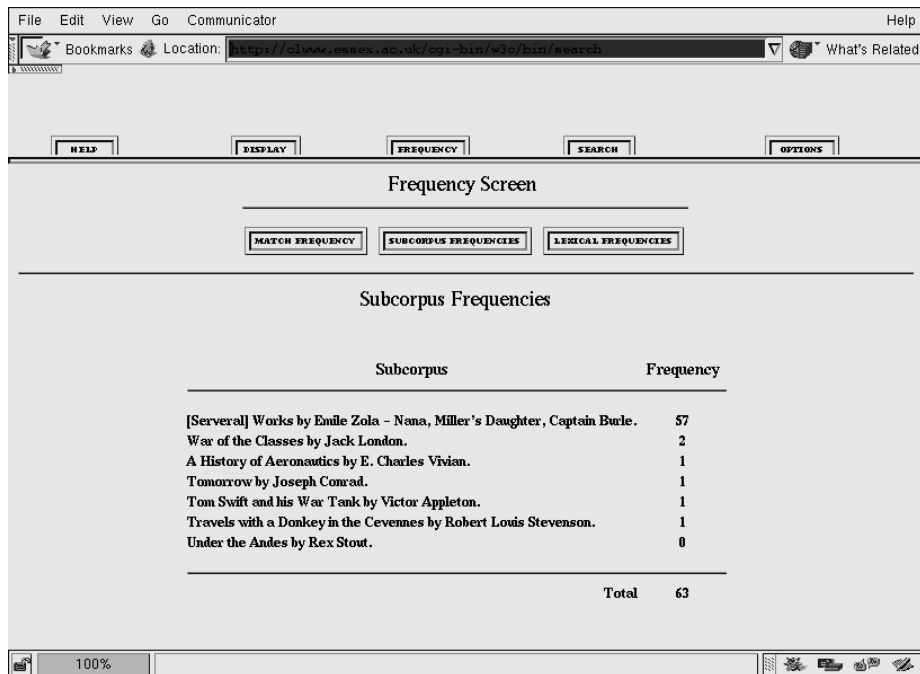 File Edit View Go Communicator Help
Bookmarks Location: http://clwww.essex.ac.uk/cgi-bin/w3c/bin/search What's Related
HELP DISPLAY FREQUENCY SEARCH OPTIONS
Frequency Screen
MATCH FREQUENCY SUBCORPUS FREQUENCIES LEXICAL FREQUENCIES
Subcorpus Frequencies
Subcorpus Frequency
[Serveral] Works by Emile Zola - Nana, Miller's Daughter, Captain Burle. 57
War of the Classes by Jack London. 2
A History of Aeronautics by E. Charles Vivian. 1
Tomorrow by Joseph Conrad. 1
Tom Swift and his War Tank by Victor Appleton. 1
Travels with a Donkey in the Cevennes by Robert Louis Stevenson. 1
Under the Andes by Rex Stout. 0
Total 63
100%